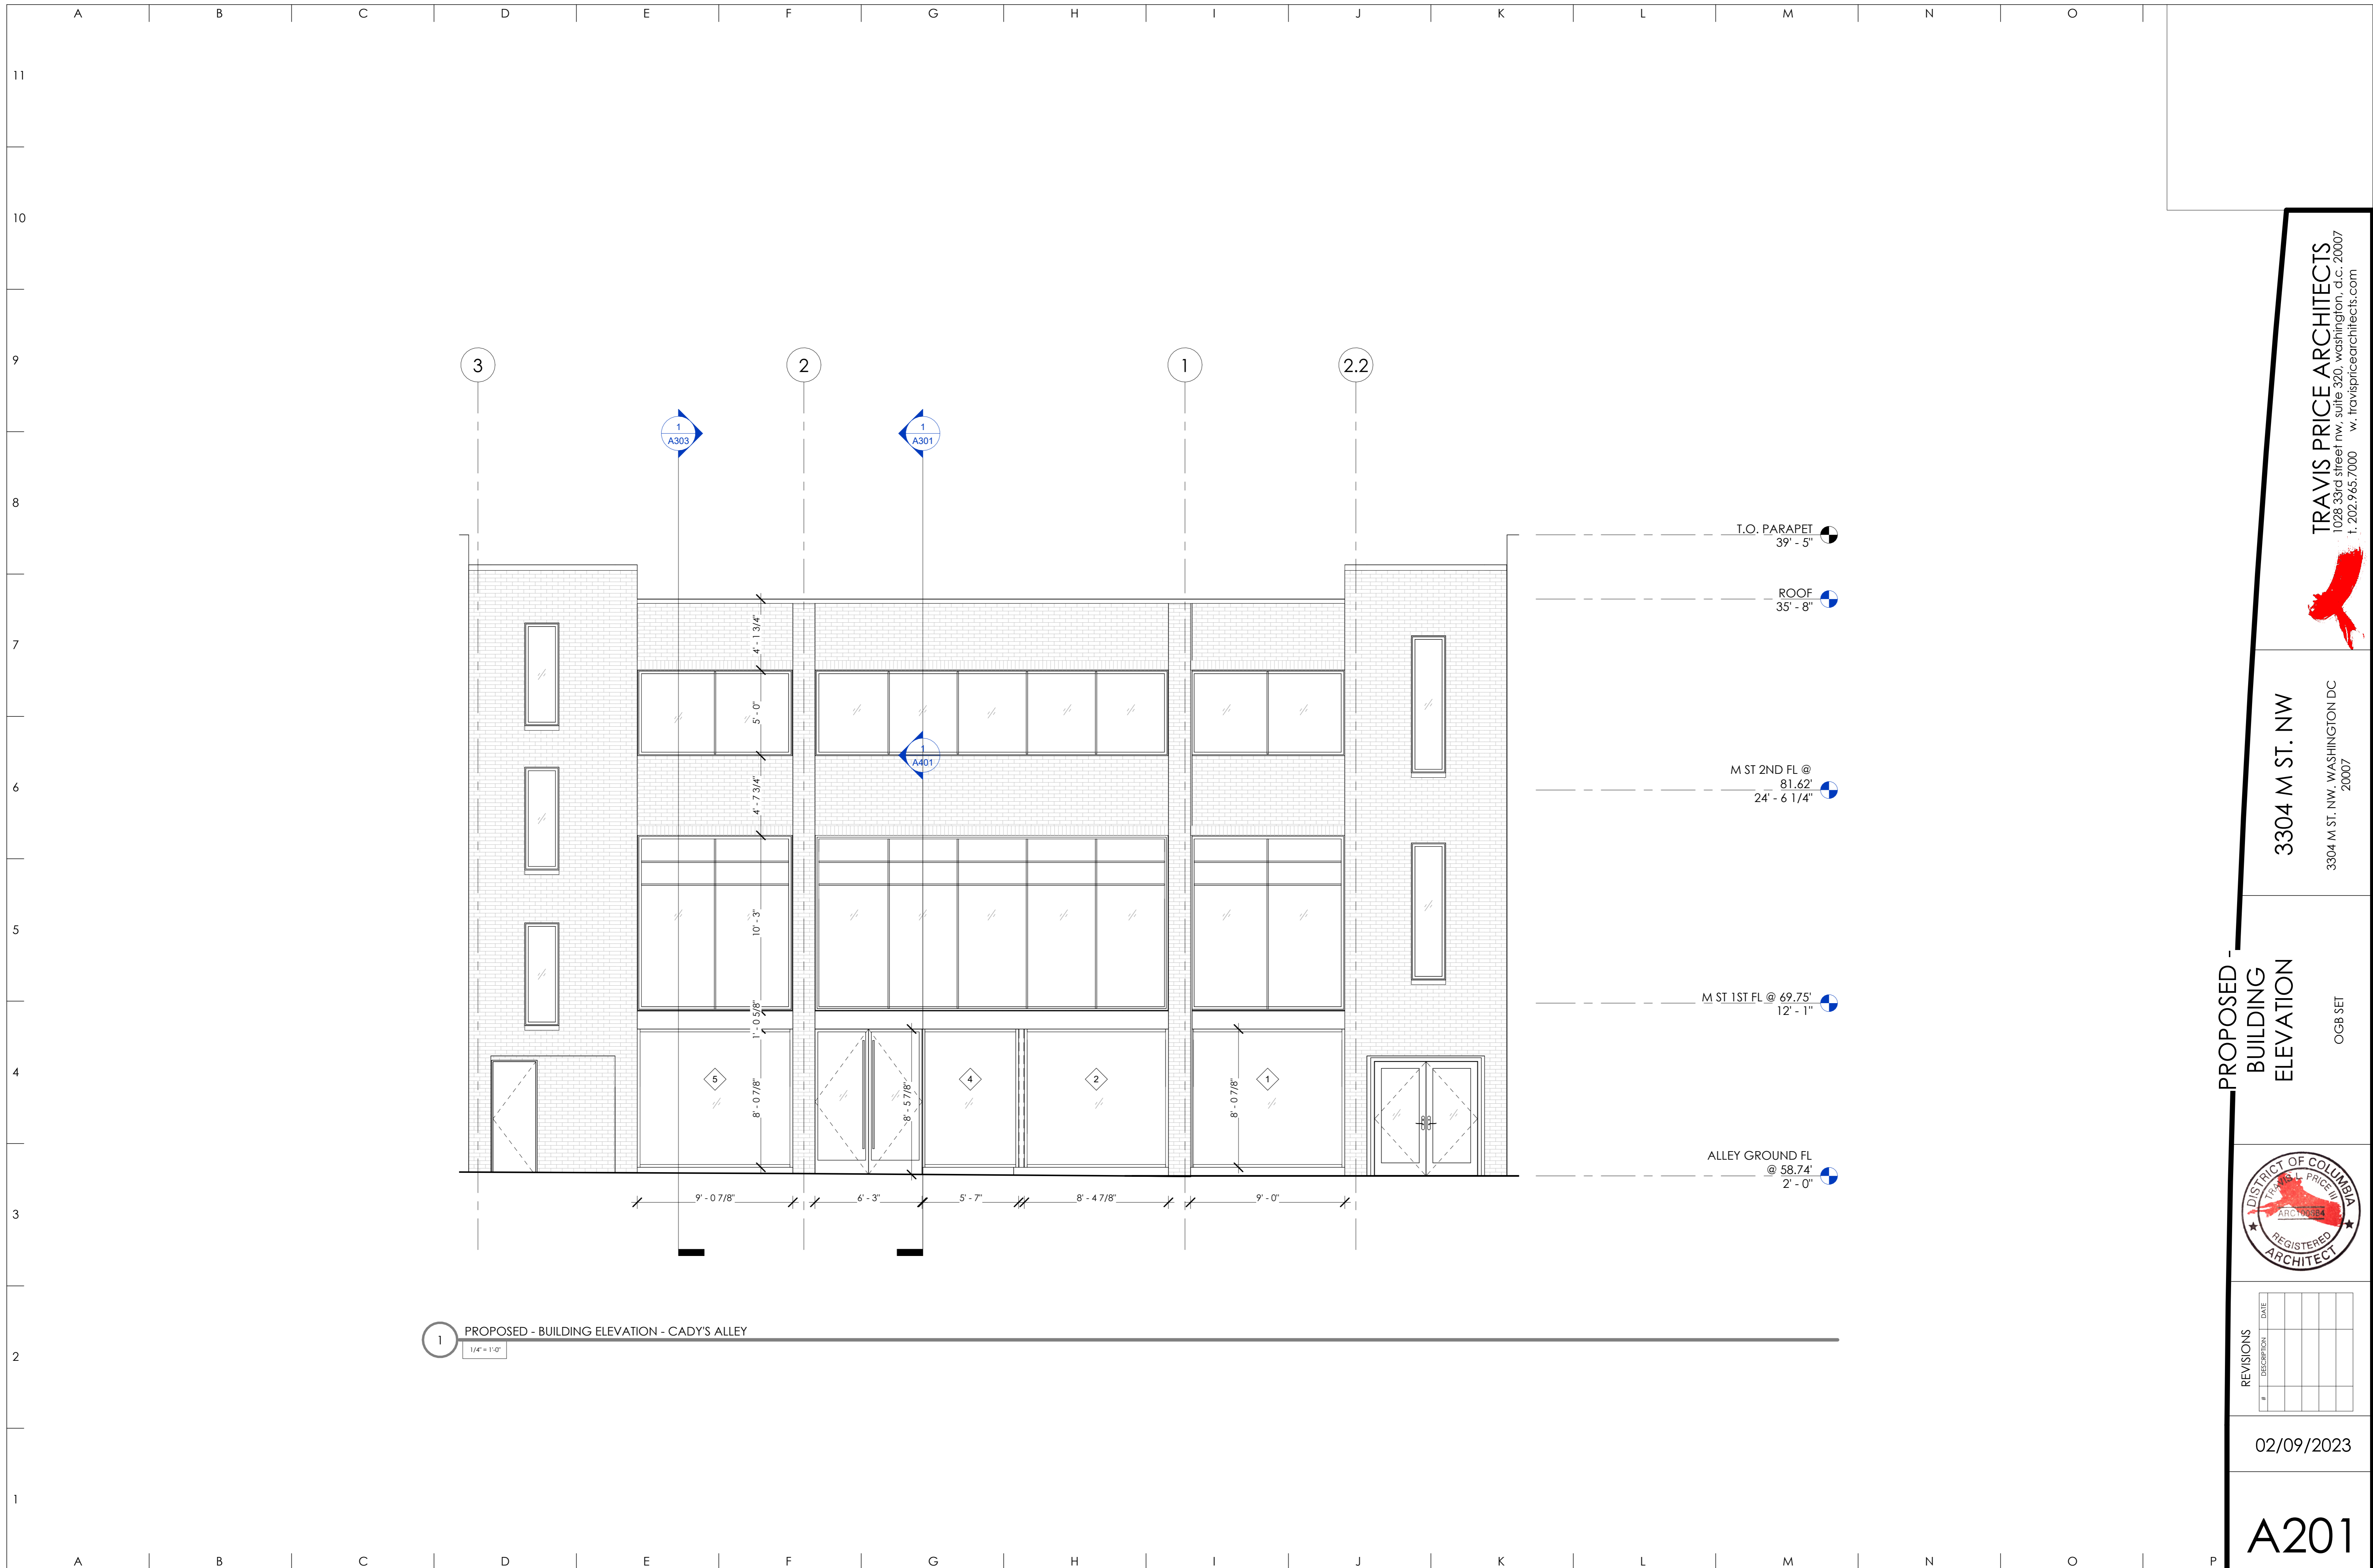 A B C D E F G H I J K L M N O
11
10
9
8
7
6
5
4
3
2
1
3
2
1
2.2
1
A303
1
A301
1
A401
T.O. PARAPET
39' - 5"
ROOF
35' - 8"
M ST 2ND FL @
81.62'
24' - 6 1/4"
M ST 1ST FL @ 69.75'
12' - 1"
ALLEY GROUND FL
@ 58.74'
2' - 0"
4' - 1 3/4"
5' - 0"
4' - 7 3/4"
10' - 3"
1' - 0 5/8"
8' - 0 7/8"
8' - 5 7/8"
8' - 0 7/8"
5
4
2
1
9' - 0 7/8"
6' - 3"
5' - 7"
8' - 4 7/8"
9' - 0"
1
PROPOSED - BUILDING ELEVATION - CADY'S ALLEY
1/4" = 1'-0"
A B C D E F G H I J K L M N O P
TRAVIS PRICE ARCHITECTS
1028 33rd street nw, suite 320, washington, d.c. 20007
t. 202.965.7000 w. travispricearchitects.com
3304 M ST. NW
3304 M ST. NW. WASHINGTON DC
20007
PROPOSED -
BUILDING
ELEVATION
OGB SET
DISTRICT OF COLUMBIA
TRAVIS L. PRICE III
REGISTERED
ARCHITECT
REVISIONS
# DESCRIPTION DATE
02/09/2023
A201